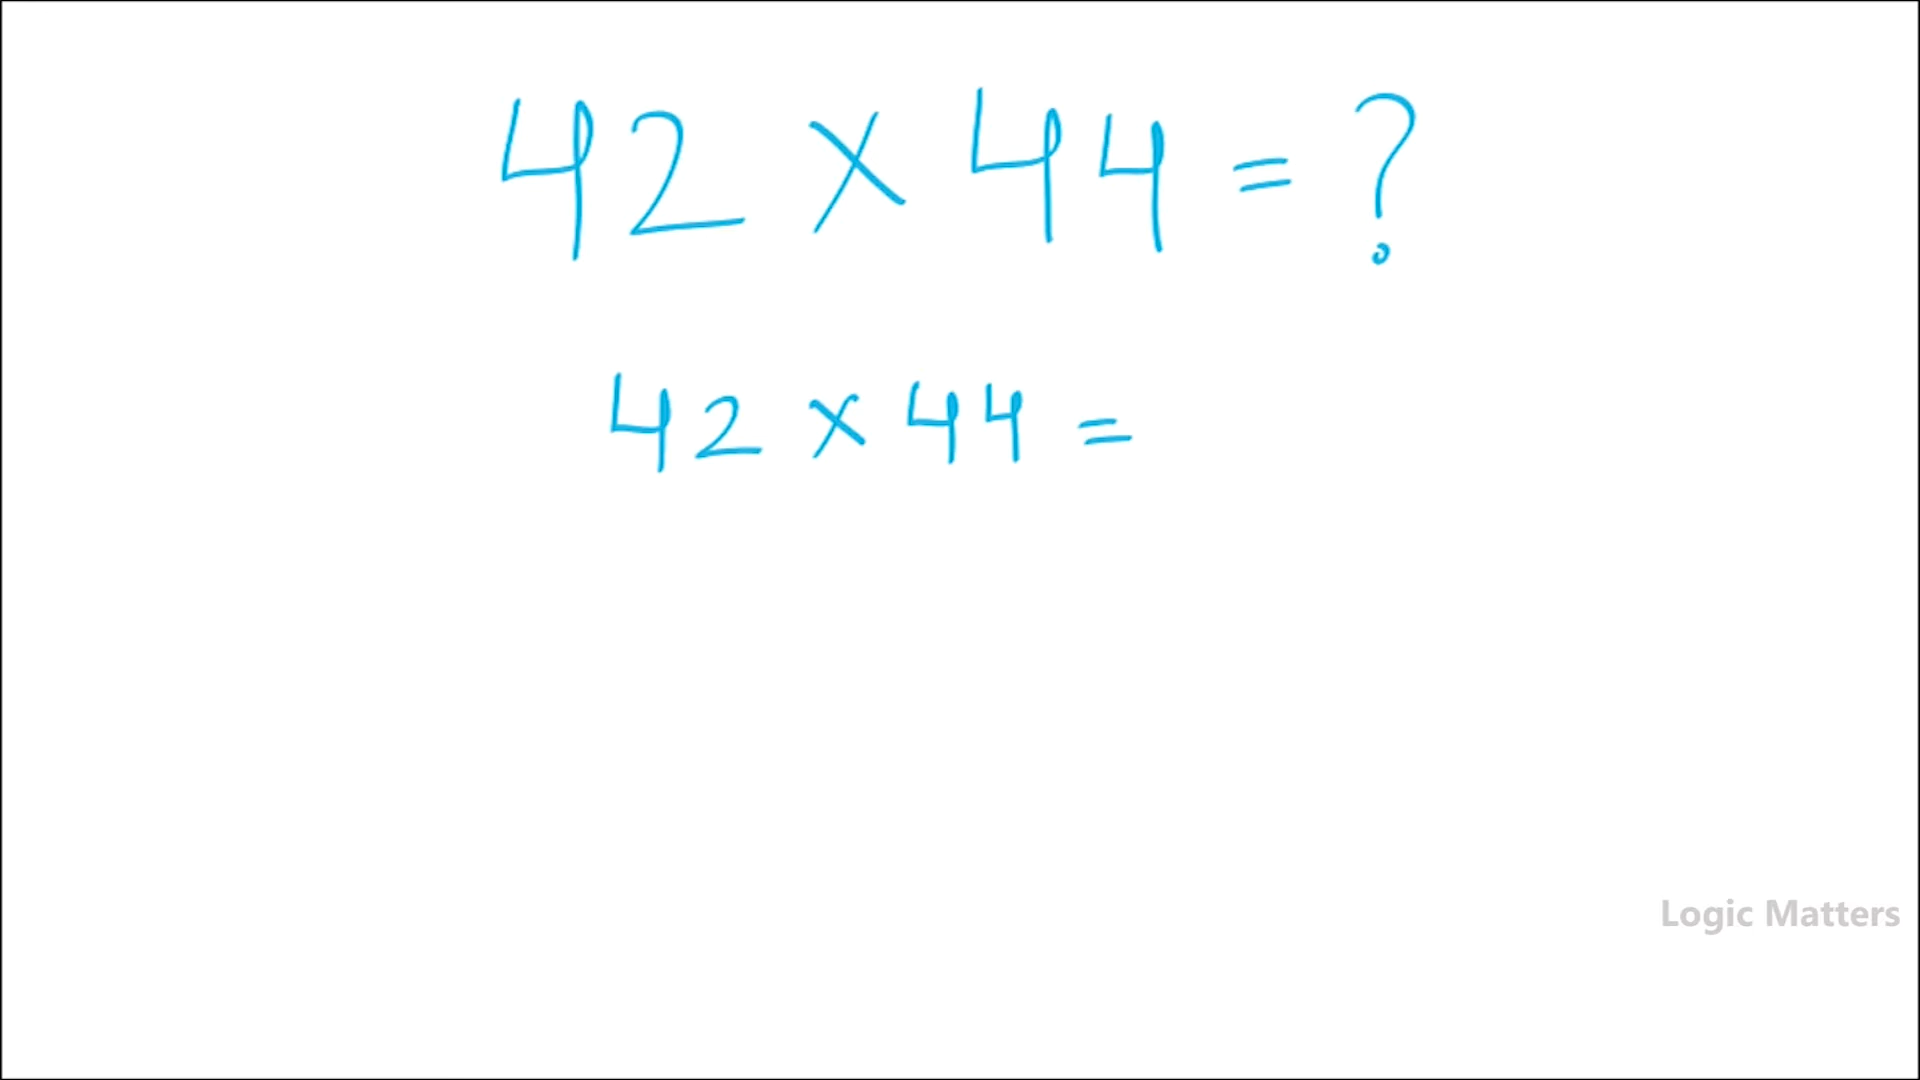 42 × 44 = ?
42 × 44 =
Logic Matters